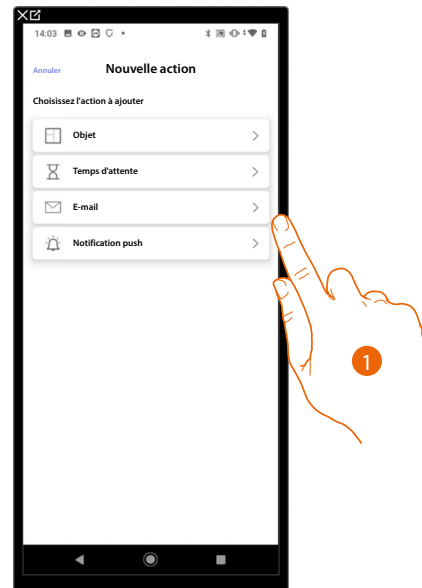 14:03
Annuler Nouvelle action
Choisissez l'action à ajouter
Objet
Temps d'attente
E-mail
Notification push
1